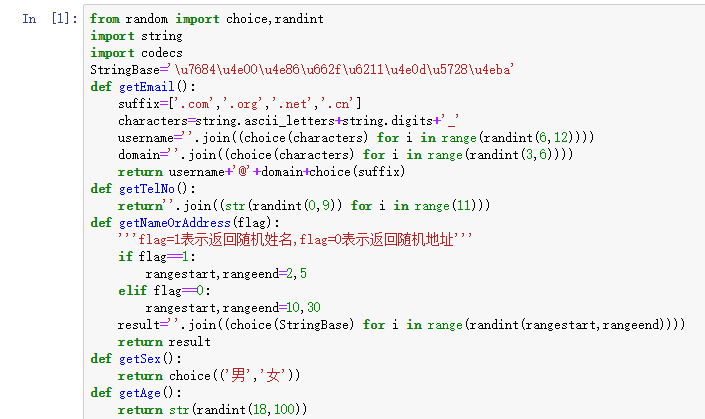 In [1]: from random import choice,randint
import string
import codecs
StringBase='\u7684\u4e00\u4e86\u662f\u6211\u4e0d\u5728\u4eba'
def getEmail():
    suffix=['.com','.org','.net','.cn']
    characters=string.ascii_letters+string.digits+'_'
    username=''.join((choice(characters) for i in range(randint(6,12))))
    domain=''.join((choice(characters) for i in range(randint(3,6))))
    return username+'@'+domain+choice(suffix)
def getTelNo():
    return''.join((str(randint(0,9)) for i in range(11)))
def getNameOrAddress(flag):
    '''flag=1表示返回随机姓名,flag=0表示返回随机地址'''
    if flag==1:
        rangestart,rangeend=2,5
    elif flag==0:
        rangestart,rangeend=10,30
    result=''.join((choice(StringBase) for i in range(randint(rangestart,rangeend))))
    return result
def getSex():
    return choice(('男','女'))
def getAge():
    return str(randint(18,100))